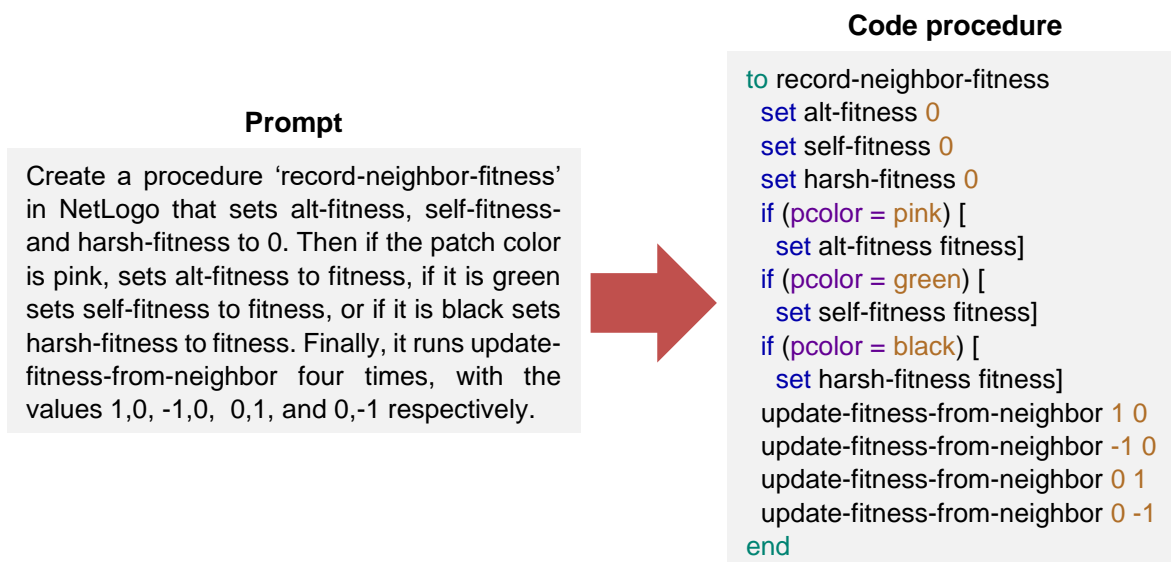 Prompt
Create a procedure ‘record-neighbor-fitness’
in NetLogo that sets alt-fitness, self-fitness-
and harsh-fitness to 0. Then if the patch color
is pink, sets alt-fitness to fitness, if it is green
sets self-fitness to fitness, or if it is black sets
harsh-fitness to fitness. Finally, it runs update-
fitness-from-neighbor four times, with the
values 1,0, -1,0, 0,1, and 0,-1 respectively.
Code procedure
to record-neighbor-fitness
set alt-fitness 0
set self-fitness 0
set harsh-fitness 0
if (pcolor = pink) [
set alt-fitness fitness]
if (pcolor = green) [
set self-fitness fitness]
if (pcolor = black) [
set harsh-fitness fitness]
update-fitness-from-neighbor 1 0
update-fitness-from-neighbor -1 0
update-fitness-from-neighbor 0 1
update-fitness-from-neighbor 0 -1
end